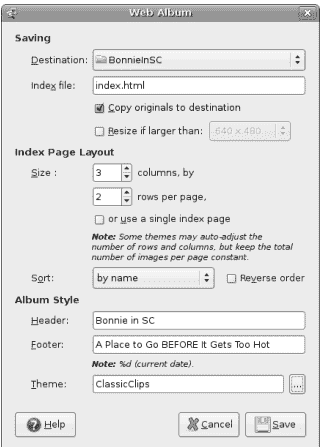 Web Album
Saving
Destination: BonnieInSC
Index file: index.html
Copy originals to destination
Resize if larger than: 640 x 480...
Index Page Layout
Size : 3 columns, by
2 rows per page,
or use a single index page
Note: Some themes may auto-adjust the
number of rows and columns, but keep the total
number of images per page constant.
Sort: by name Reverse order
Album Style
Header: Bonnie in SC
Footer: A Place to Go BEFORE It Gets Too Hot
Note: %d (current date).
Theme: ClassicClips ...
Help Cancel Save